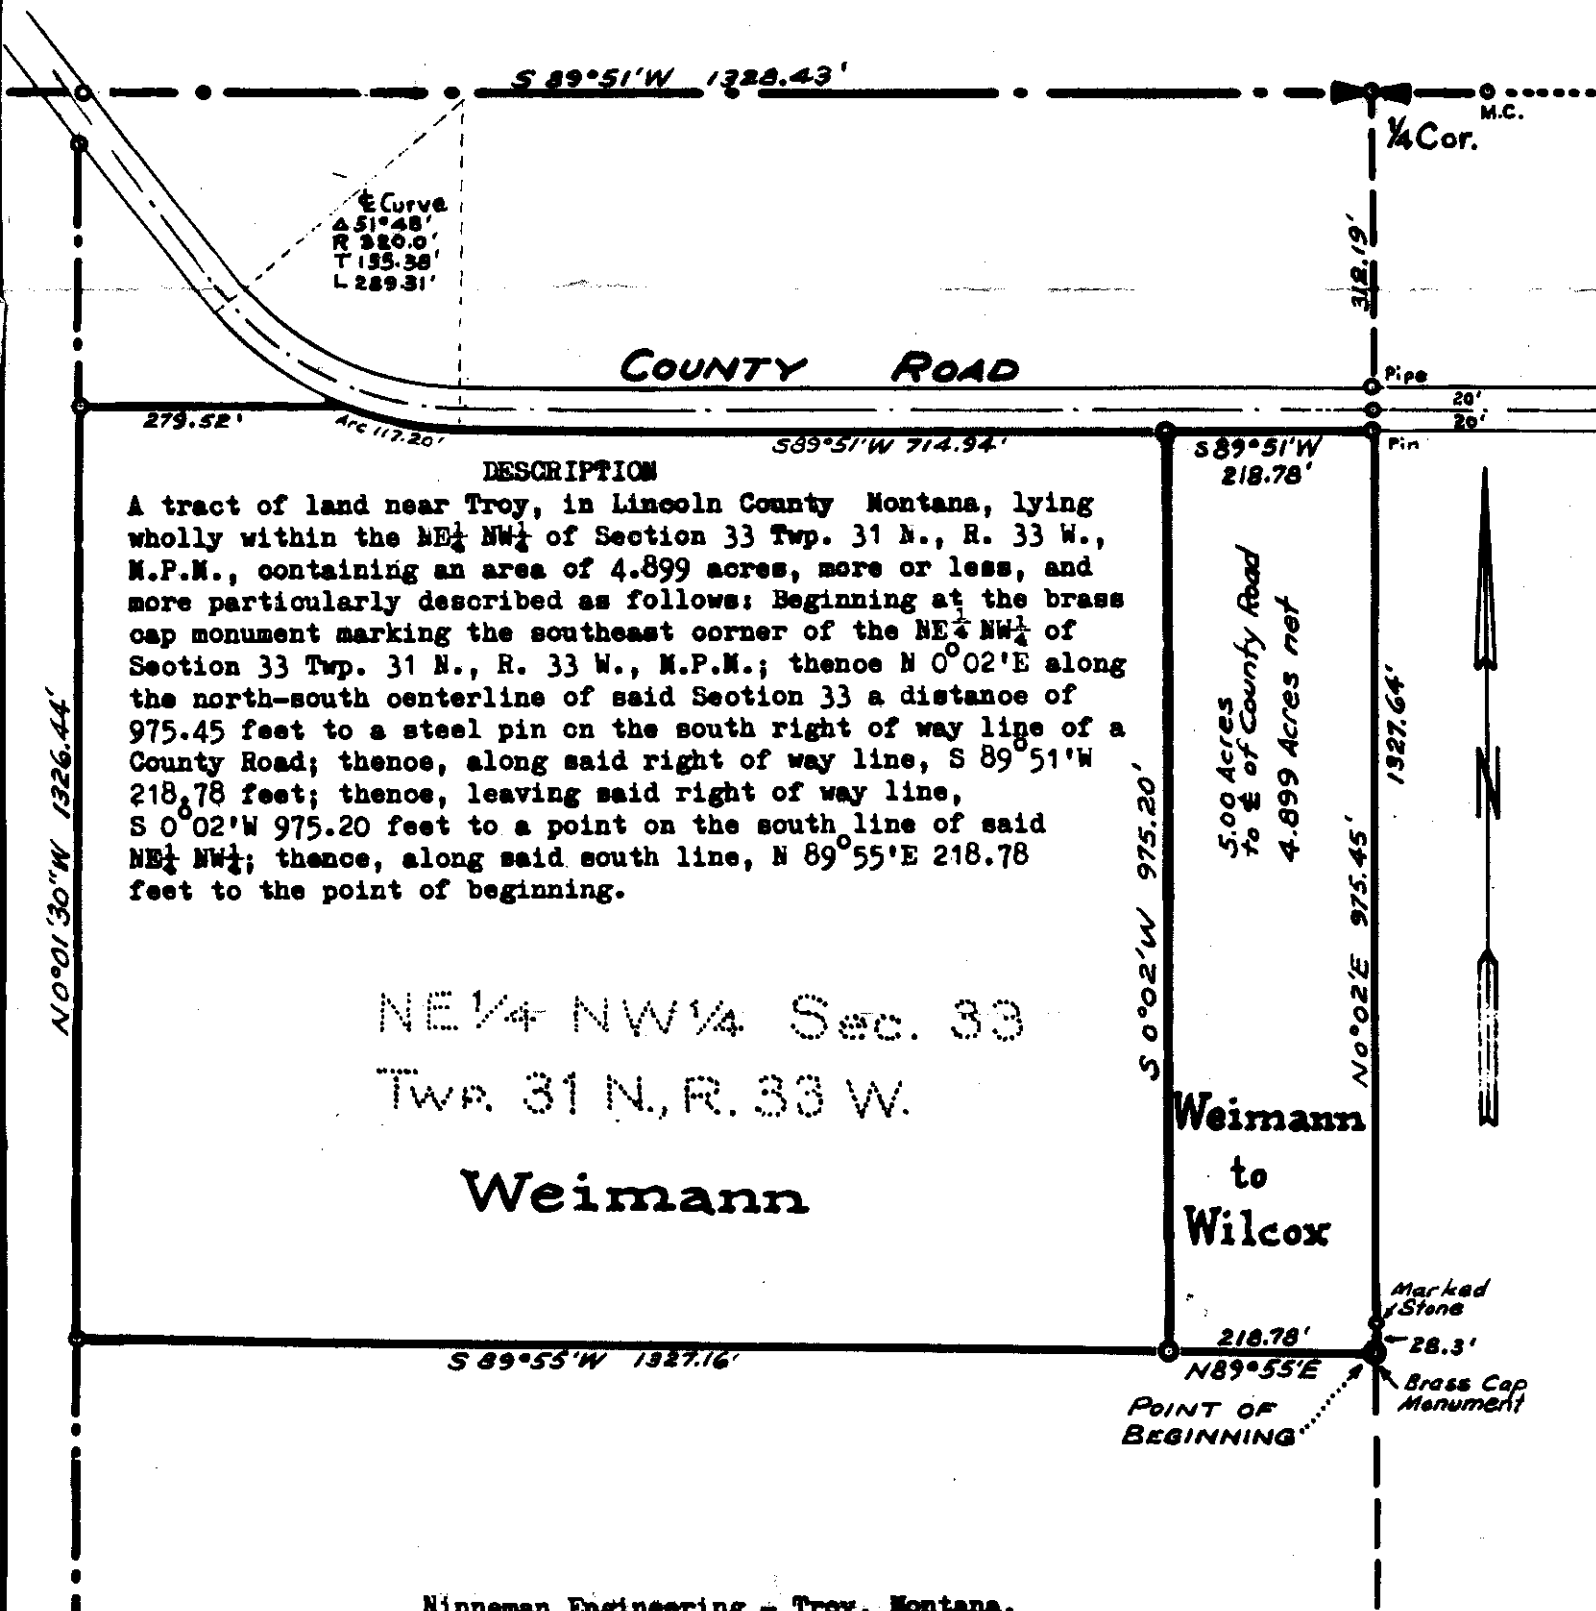 S 89°51'W 1328.43'
M.C.
¼ Cor.
℄ Curve
Δ 51°48'
R 320.0'
T 155.38'
L 289.31'
312.19'
COUNTY ROAD
Pipe
20'
20'
Pin
279.52'
Arc 117.20'
S89°51'W 714.94'
S89°51'W
218.78'
DESCRIPTION
A tract of land near Troy, in Lincoln County Montana, lying
wholly within the NE¼ NW¼ of Section 33 Twp. 31 N., R. 33 W.,
M.P.M., containing an area of 4.899 acres, more or less, and
more particularly described as follows: Beginning at the brass
cap monument marking the southeast corner of the NE¼ NW¼ of
Section 33 Twp. 31 N., R. 33 W., M.P.M.; thence N 0°02'E along
the north-south centerline of said Section 33 a distance of
975.45 feet to a steel pin on the south right of way line of a
County Road; thence, along said right of way line, S 89°51'W
218.78 feet; thence, leaving said right of way line,
S 0°02'W 975.20 feet to a point on the south line of said
NE¼ NW¼; thence, along said south line, N 89°55'E 218.78
feet to the point of beginning.
N0°01'30"W 1326.44'
S 0°02'W 975.20'
5.00 Acres
to ℄ of County Road
4.899 Acres net
N0°02'E 975.45'
1327.64'
N
NE¼ NW¼ Sec. 33
Twp. 31 N., R. 33 W.
Weimann
Weimann
to
Wilcox
Marked
Stone
28.3'
218.78'
N89°55'E
S 89°55'W 1327.16'
Brass Cap
Monument
POINT OF
BEGINNING
Ninneman Engineering - Troy, Montana.